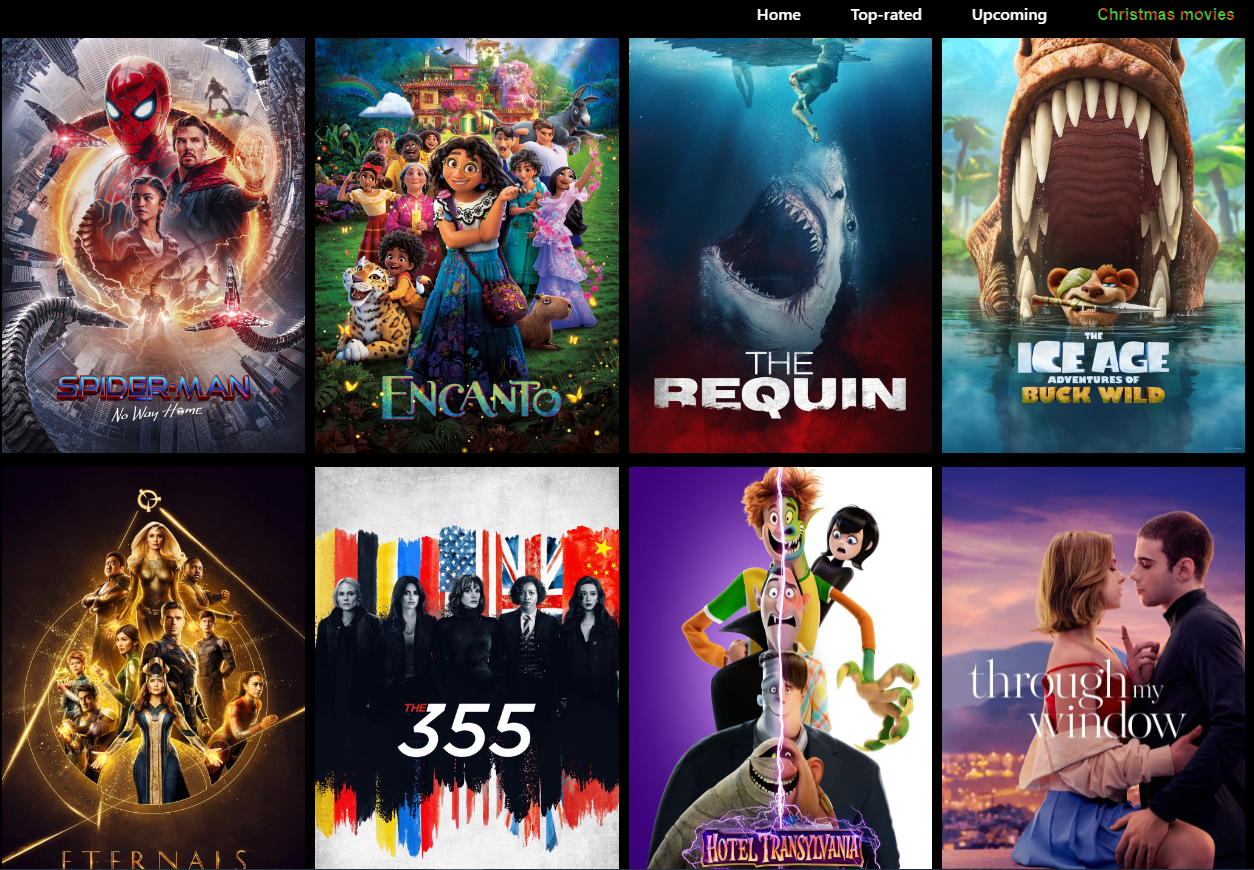 Home Top-rated Upcoming Christmas movies
SPIDER-MAN
No Way Home
ENCANTO
THE
REQUIN
THE
ICE AGE
ADVENTURES OF
BUCK WILD
ETERNALS
THE
355
HOTEL TRANSYLVANIA
through my
window